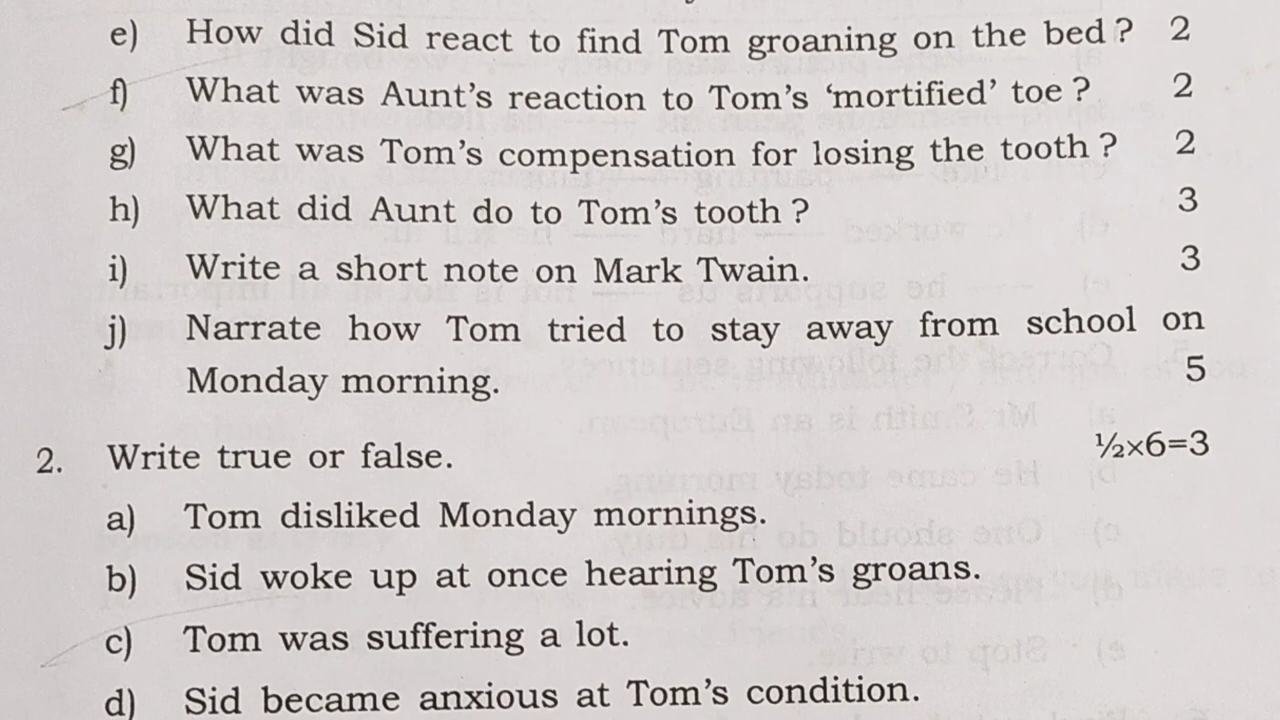 e) How did Sid react to find Tom groaning on the bed ? 2
f) What was Aunt's reaction to Tom's 'mortified' toe ? 2
g) What was Tom's compensation for losing the tooth ? 2
h) What did Aunt do to Tom's tooth ? 3
i) Write a short note on Mark Twain. 3
j) Narrate how Tom tried to stay away from school on
Monday morning. 5
2. Write true or false. ½×6=3
a) Tom disliked Monday mornings.
b) Sid woke up at once hearing Tom's groans.
c) Tom was suffering a lot.
d) Sid became anxious at Tom's condition.